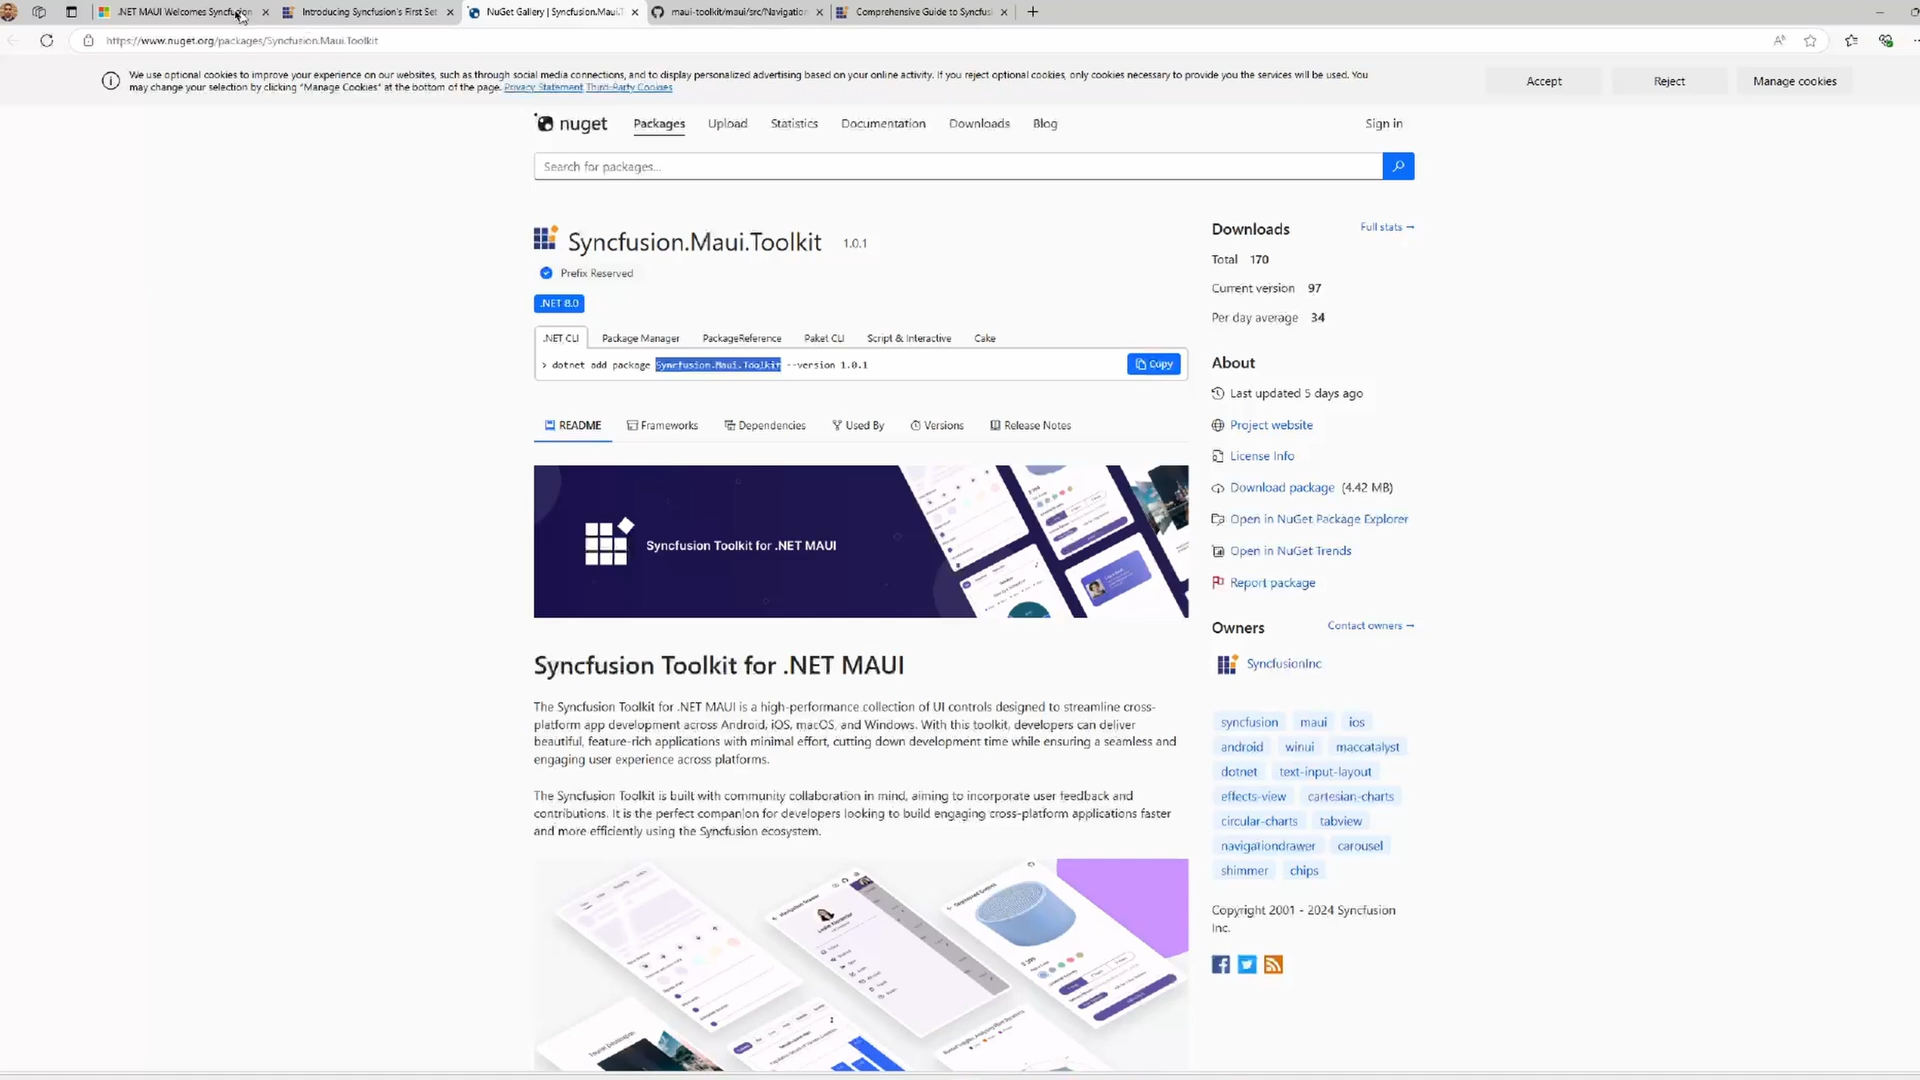 .NET MAUI Welcomes Syncfusion
Introducing Syncfusion's First Set
NuGet Gallery | Syncfusion.Maui.T
maui-toolkit/maui/src/Navigation
Comprehensive Guide to Syncfus
https://www.nuget.org/packages/Syncfusion.Maui.Toolkit
We use optional cookies to improve your experience on our websites, such as through social media connections, and to display personalized advertising based on your online activity. If you reject optional cookies, only cookies necessary to provide you the services will be used. You
may change your selection by clicking "Manage Cookies" at the bottom of the page. Privacy Statement Third-Party Cookies
Accept
Reject
Manage cookies
nuget
Packages
Upload
Statistics
Documentation
Downloads
Blog
Sign in
Search for packages...
Syncfusion.Maui.Toolkit 1.0.1
Prefix Reserved
.NET 8.0
.NET CLI
Package Manager
PackageReference
Paket CLI
Script & Interactive
Cake
> dotnet add package Syncfusion.Maui.Toolkit --version 1.0.1
Copy
README
Frameworks
Dependencies
Used By
Versions
Release Notes
Syncfusion Toolkit for .NET MAUI
Syncfusion Toolkit for .NET MAUI
The Syncfusion Toolkit for .NET MAUI is a high-performance collection of UI controls designed to streamline cross-
platform app development across Android, iOS, macOS, and Windows. With this toolkit, developers can deliver
beautiful, feature-rich applications with minimal effort, cutting down development time while ensuring a seamless and
engaging user experience across platforms.
The Syncfusion Toolkit is built with community collaboration in mind, aiming to incorporate user feedback and
contributions. It is the perfect companion for developers looking to build engaging cross-platform applications faster
and more efficiently using the Syncfusion ecosystem.
Downloads
Full stats →
Total 170
Current version 97
Per day average 34
About
Last updated 5 days ago
Project website
License Info
Download package (4.42 MB)
Open in NuGet Package Explorer
Open in NuGet Trends
Report package
Owners
Contact owners →
SyncfusionInc
syncfusion maui ios
android winui maccatalyst
dotnet text-input-layout
effects-view cartesian-charts
circular-charts tabview
navigationdrawer carousel
shimmer chips
Copyright 2001 - 2024 Syncfusion
Inc.